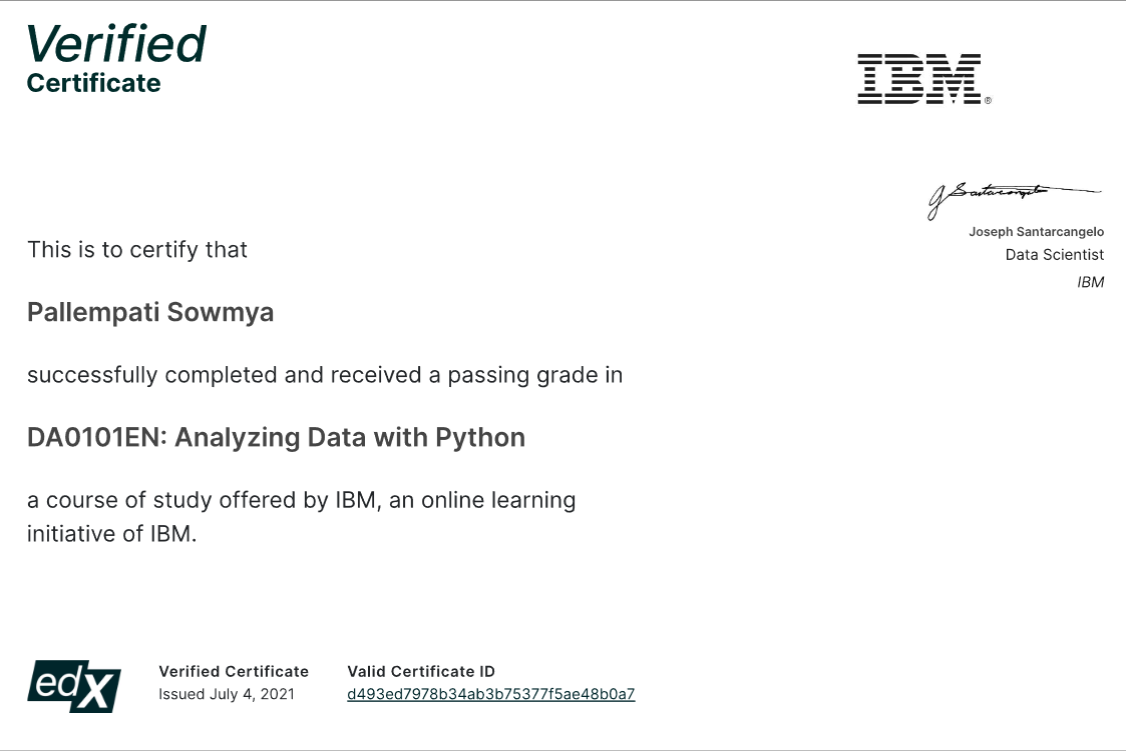 Verified
Certificate
IBM®
Joseph Santarcangelo
Data Scientist
IBM
This is to certify that
Pallempati Sowmya
successfully completed and received a passing grade in
DA0101EN: Analyzing Data with Python
a course of study offered by IBM, an online learning
initiative of IBM.
edX
Verified Certificate
Issued July 4, 2021
Valid Certificate ID
d493ed7978b34ab3b75377f5ae48b0a7